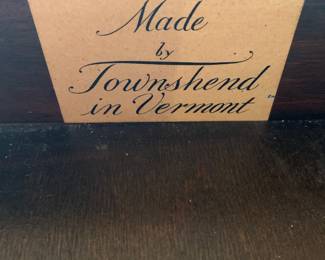 Made
by
Townshend
in Vermont